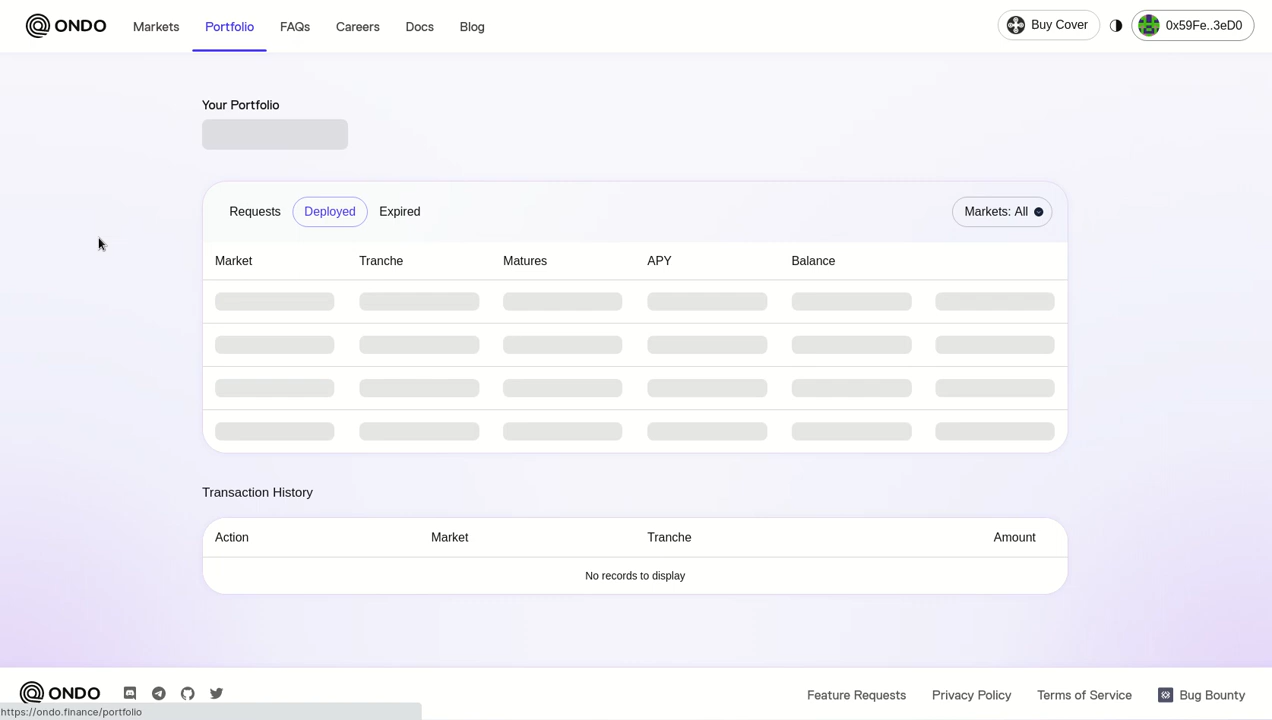 ONDO Markets Portfolio FAQs Careers Docs Blog Buy Cover 0x59Fe..3eD0
Your Portfolio
Requests Deployed Expired Markets: All
Market Tranche Matures APY Balance
Transaction History
Action Market Tranche Amount
No records to display
ONDO Feature Requests Privacy Policy Terms of Service Bug Bounty
https://ondo.finance/portfolio